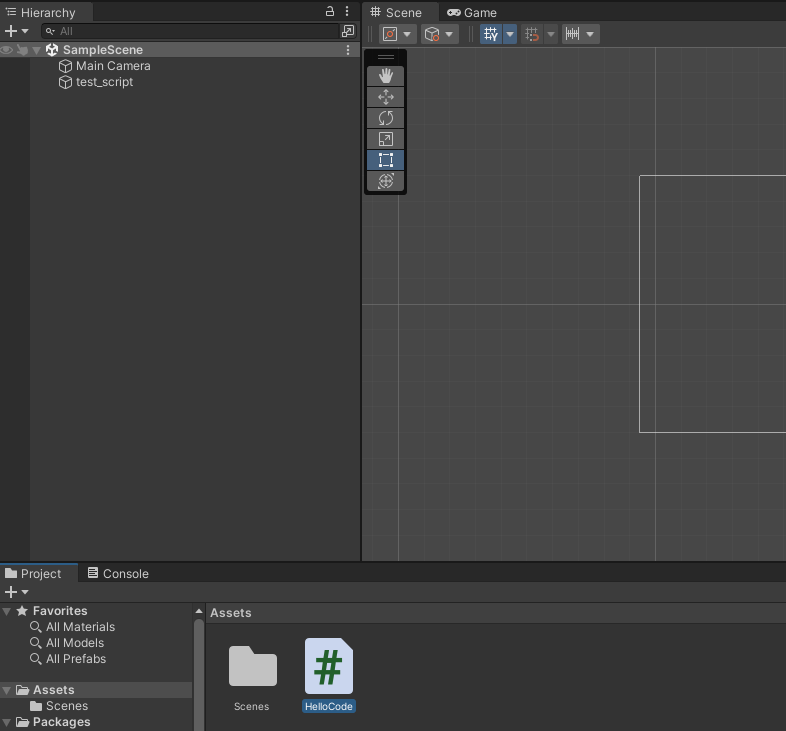 Hierarchy
All
SampleScene
Main Camera
test_script
Scene
Game
Project
Console
Favorites
All Materials
All Models
All Prefabs
Assets
Scenes
Packages
Assets
Scenes
HelloCode